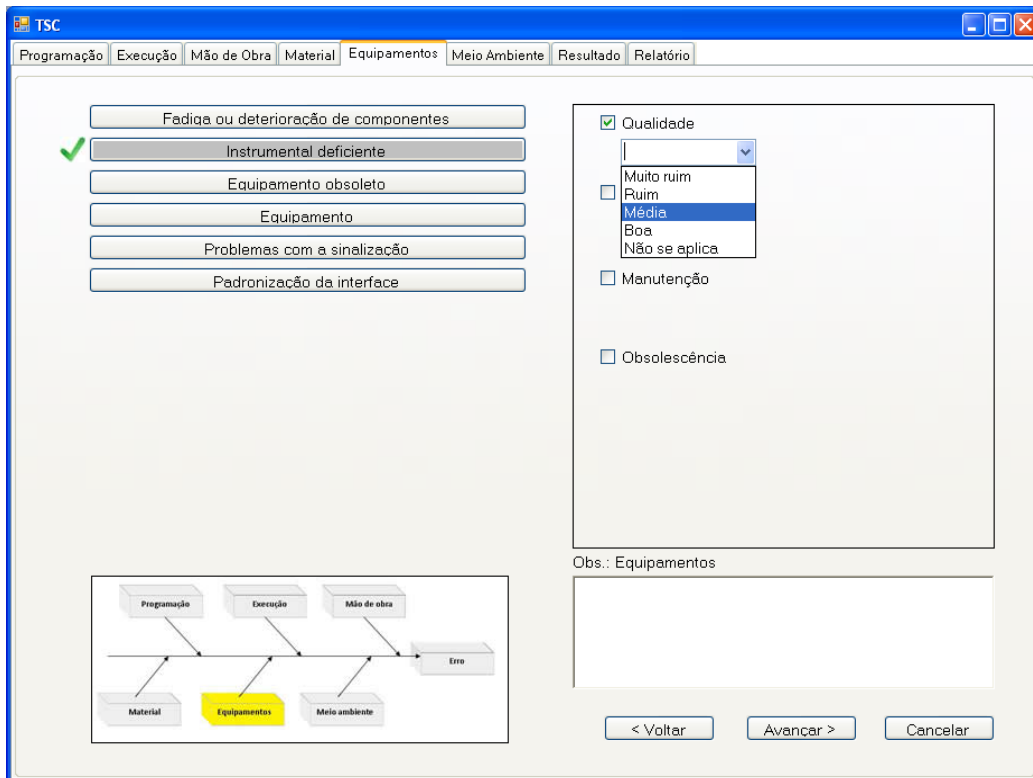 TSC
Programação Execução Mão de Obra Material Equipamentos Meio Ambiente Resultado Relatório
Fadiga ou deterioração de componentes
Instrumental deficiente
Equipamento obsoleto
Equipamento
Problemas com a sinalização
Padronização da interface
Qualidade
Muito ruim
Ruim
Média
Boa
Não se aplica
Manutenção
Obsolescência
Obs.: Equipamentos
Programação Execução Mão de obra
Erro
Material Equipamentos Meio ambiente
< Voltar Avançar > Cancelar